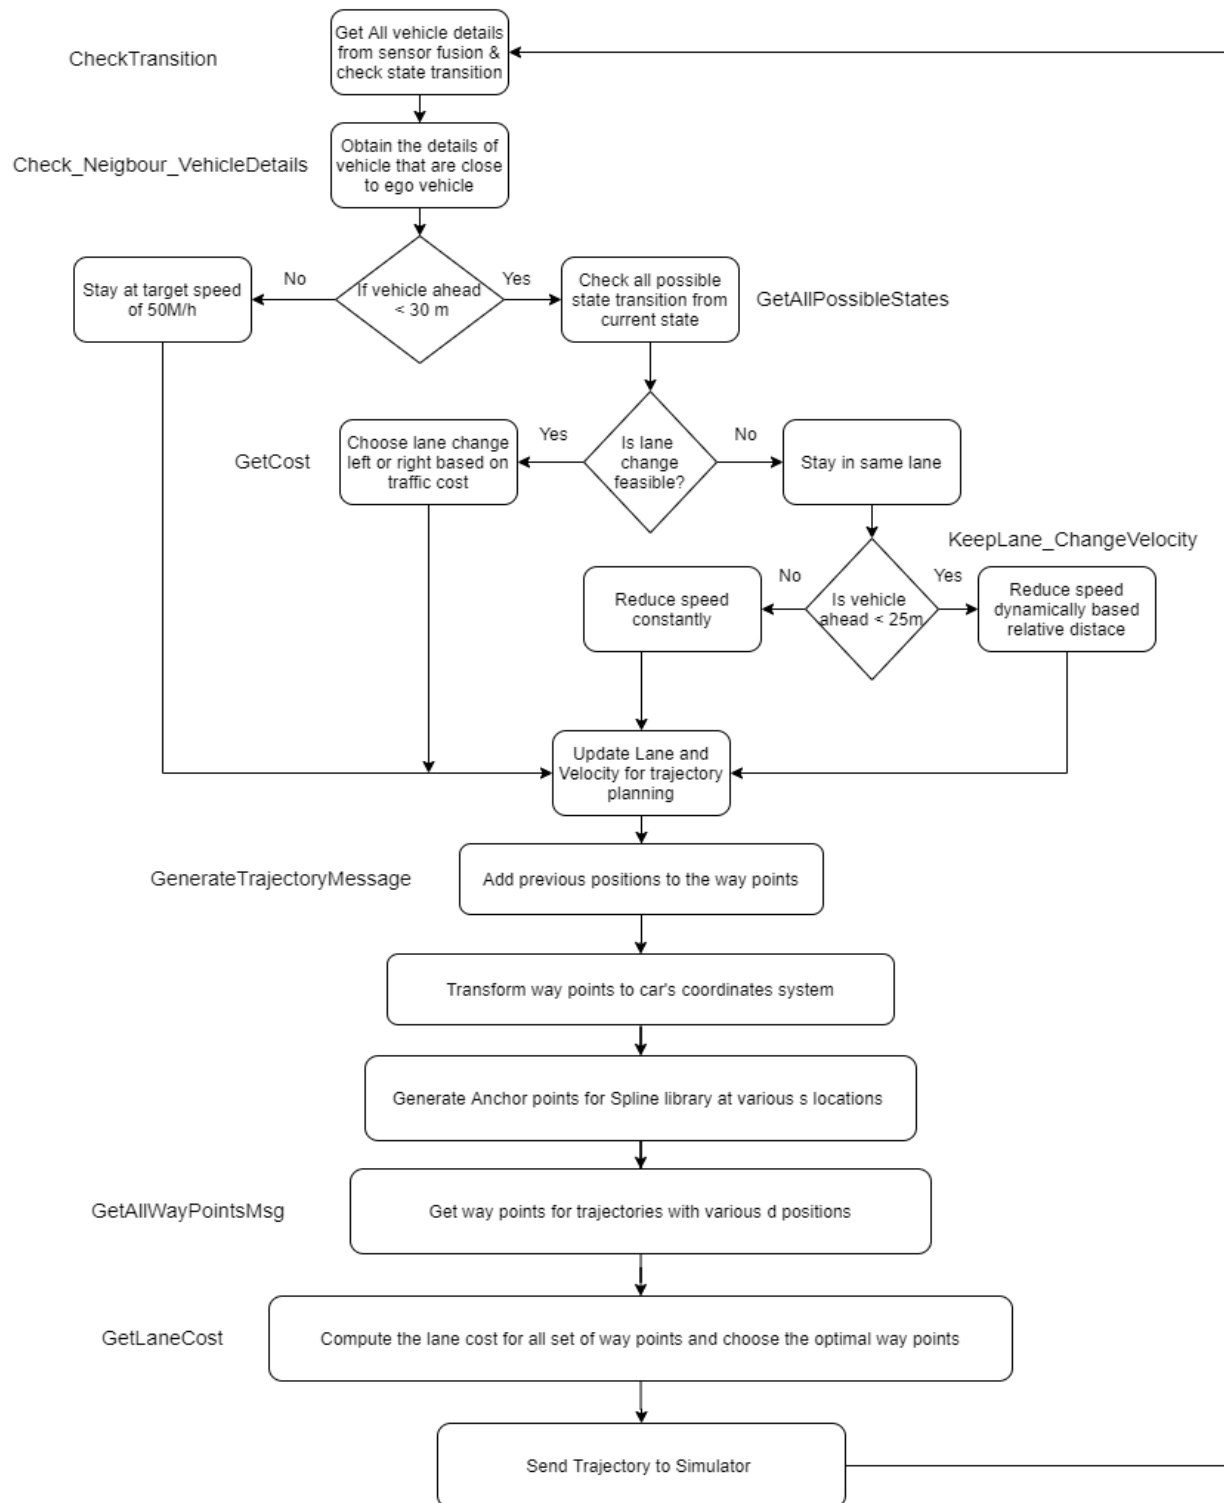 Get All vehicle details
from sensor fusion &
check state transition
CheckTransition
Obtain the details of
vehicle that are close
to ego vehicle
Check_Neigbour_VehicleDetails
If vehicle ahead
< 30 m
No
Yes
Stay at target speed
of 50M/h
Check all possible
state transition from
current state
GetAllPossibleStates
Is lane
change
feasible?
Yes
No
Choose lane change
left or right based on
traffic cost
GetCost
Stay in same lane
KeepLane_ChangeVelocity
Is vehicle
ahead < 25m
No
Yes
Reduce speed
constantly
Reduce speed
dynamically based
relative distace
Update Lane and
Velocity for trajectory
planning
GenerateTrajectoryMessage
Add previous positions to the way points
Transform way points to car's coordinates system
Generate Anchor points for Spline library at various s locations
GetAllWayPointsMsg
Get way points for trajectories with various d positions
GetLaneCost
Compute the lane cost for all set of way points and choose the optimal way points
Send Trajectory to Simulator